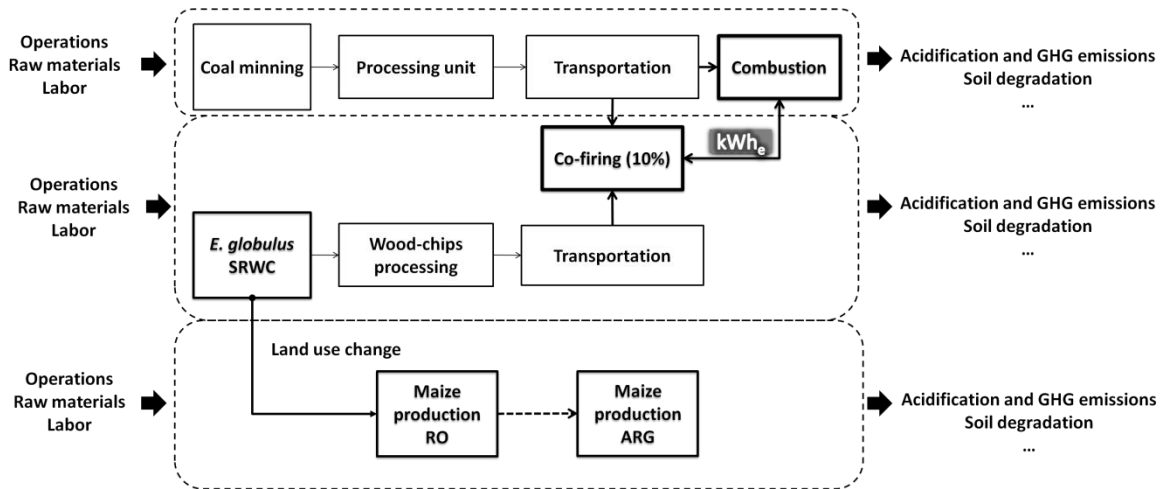 Operations
Raw materials
Labor
Coal minning
Processing unit
Transportation
Combustion
Acidification and GHG emissions
Soil degradation
...
Co-firing (10%)
kWhe
Operations
Raw materials
Labor
E. globulus
SRWC
Wood-chips
processing
Transportation
Acidification and GHG emissions
Soil degradation
...
Land use change
Operations
Raw materials
Labor
Maize
production
RO
Maize
production
ARG
Acidification and GHG emissions
Soil degradation
...